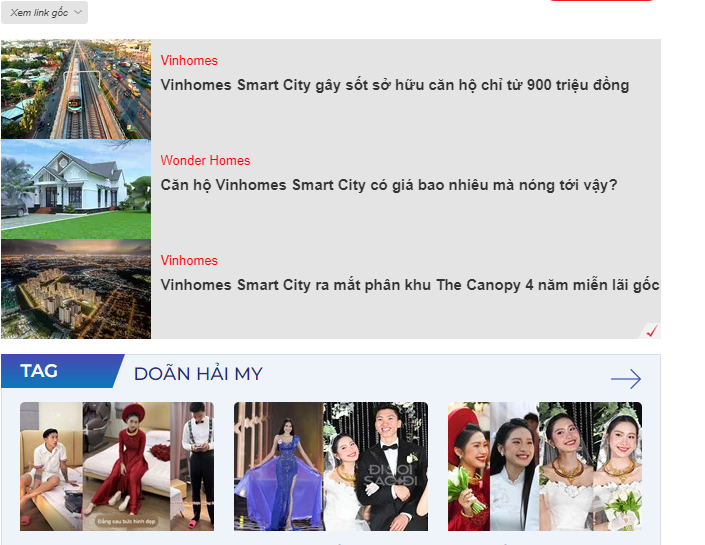 Xem link gốc
Vinhomes
Vinhomes Smart City gây sốt sở hữu căn hộ chỉ từ 900 triệu đồng
Wonder Homes
Căn hộ Vinhomes Smart City có giá bao nhiêu mà nóng tới vậy?
Vinhomes
Vinhomes Smart City ra mắt phân khu The Canopy 4 năm miễn lãi gốc
TAG
DOÃN HẢI MY
Đằng sau bức hình đẹp
ĐI SOI
SAO ĐI